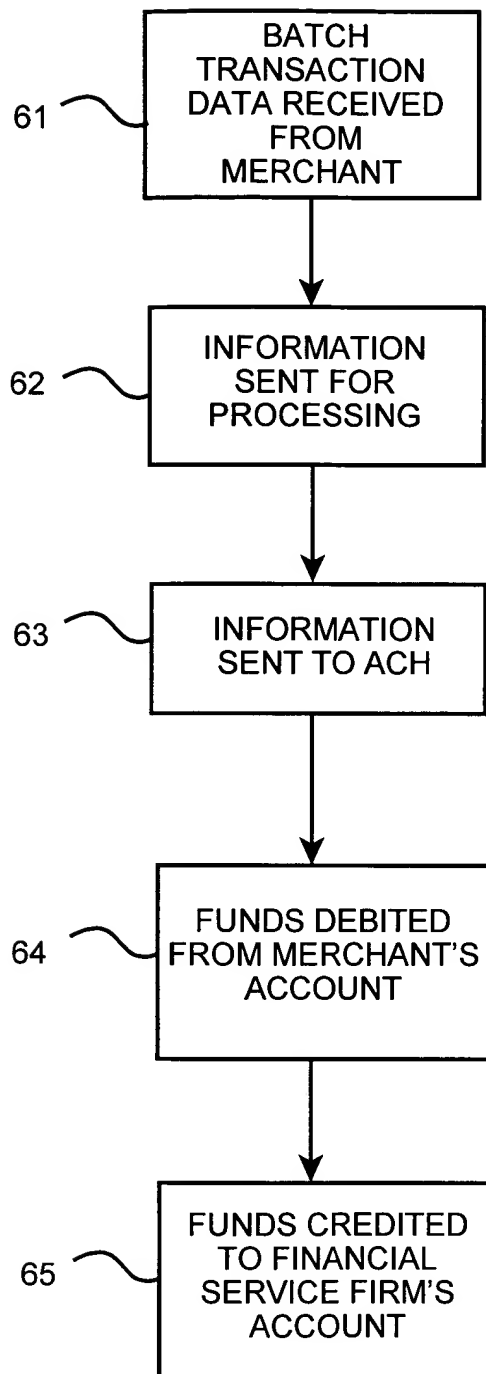 61
BATCH
TRANSACTION
DATA RECEIVED
FROM
MERCHANT
62
INFORMATION
SENT FOR
PROCESSING
63
INFORMATION
SENT TO ACH
64
FUNDS DEBITED
FROM MERCHANT'S
ACCOUNT
65
FUNDS CREDITED
TO FINANCIAL
SERVICE FIRM'S
ACCOUNT